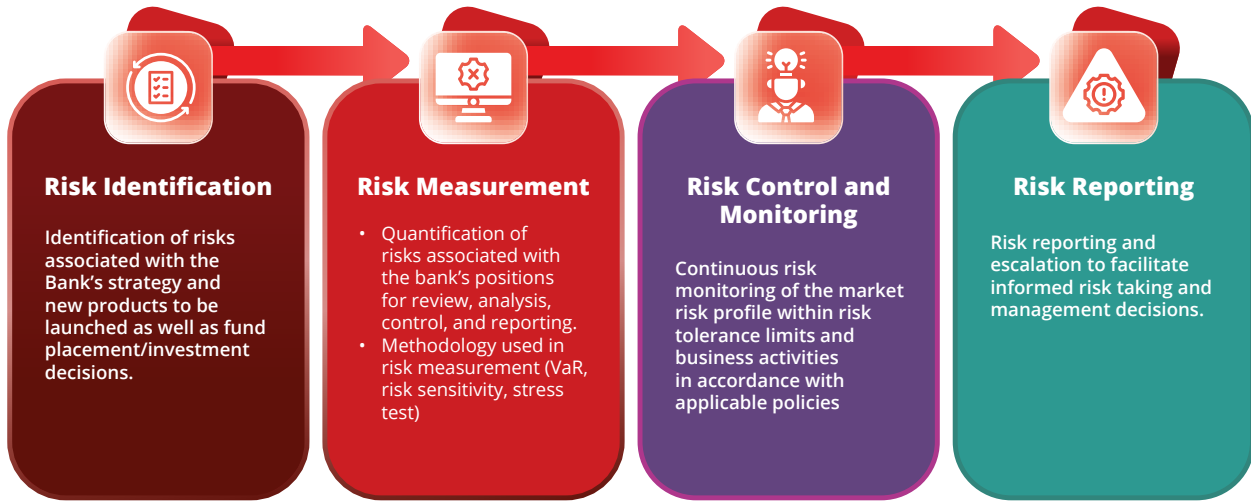 Risk Identification
Identification of risks
associated with the
Bank's strategy and
new products to be
launched as well as fund
placement/investment
decisions.
Risk Measurement
• Quantification of
risks associated with
the bank's positions
for review, analysis,
control, and reporting.
• Methodology used in
risk measurement (VaR,
risk sensitivity, stress
test)
Risk Control and
Monitoring
Continuous risk
monitoring of the market
risk profile within risk
tolerance limits and
business activities
in accordance with
applicable policies
Risk Reporting
Risk reporting and
escalation to facilitate
informed risk taking and
management decisions.